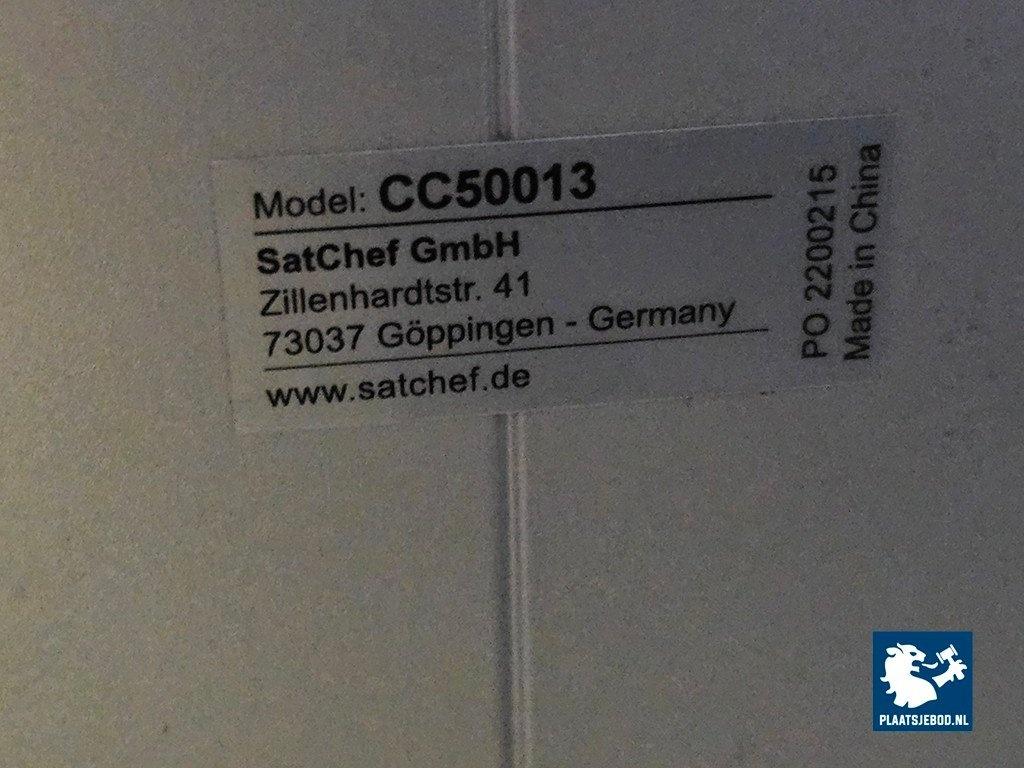 Model: CC50013
SatChef GmbH
Zillenhardtstr. 41
73037 Göppingen - Germany
www.satchef.de
PO 2200215
Made in China
PLAATSJEBOD.NL